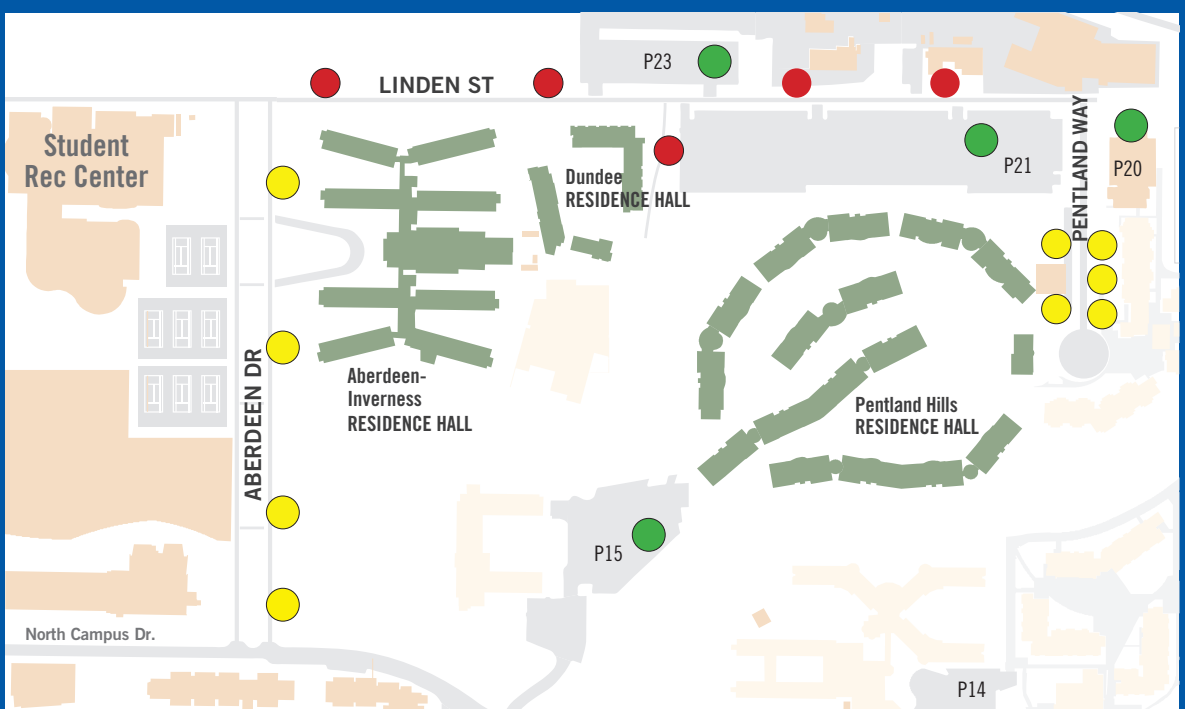 P23
LINDEN ST
PENTLAND WAY
Student
Rec Center
P21
P20
Dundee
RESIDENCE HALL
ABERDEEN DR
Aberdeen-
Inverness
RESIDENCE HALL
Pentland Hills
RESIDENCE HALL
P15
North Campus Dr.
P14